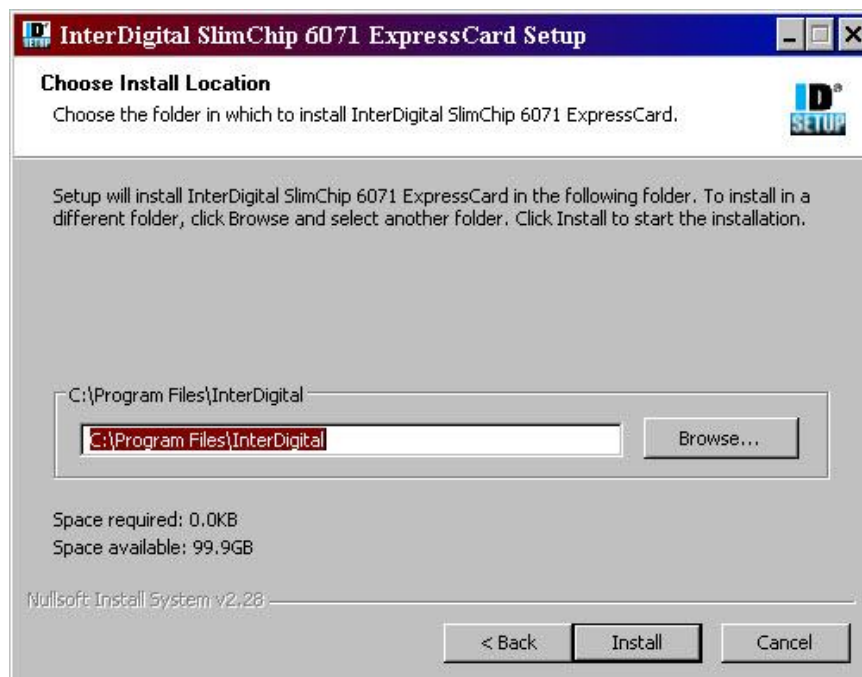 InterDigital SlimChip 6071 ExpressCard Setup
Choose Install Location
Choose the folder in which to install InterDigital SlimChip 6071 ExpressCard.
ID®
SETUP
Setup will install InterDigital SlimChip 6071 ExpressCard in the following folder. To install in a
different folder, click Browse and select another folder. Click Install to start the installation.
C:\Program Files\InterDigital
C:\Program Files\InterDigital
Browse...
Space required: 0.0KB
Space available: 99.9GB
Nullsoft Install System v2.28
< Back
Install
Cancel